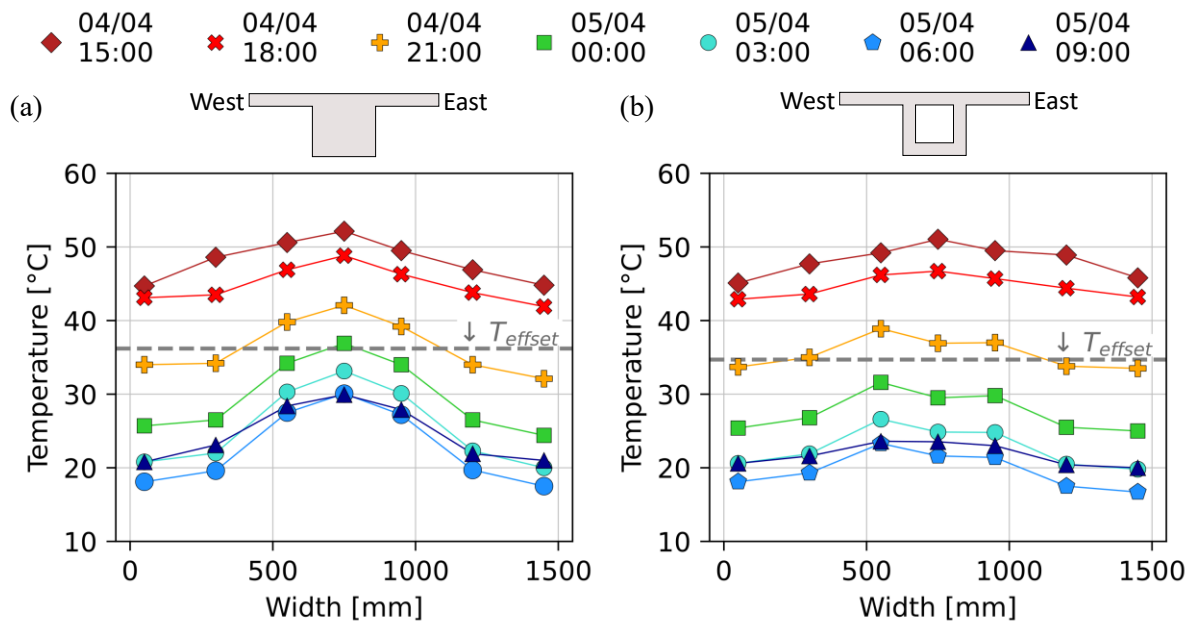 04/04 15:00
04/04 18:00
04/04 21:00
05/04 00:00
05/04 03:00
05/04 06:00
05/04 09:00
(a)
West East
60
50
40
30
20
10
Temperature [°C]
↓ T_effset
0 500 1000 1500
Width [mm]
(b)
West East
60
50
40
30
20
10
Temperature [°C]
↓ T_effset
0 500 1000 1500
Width [mm]